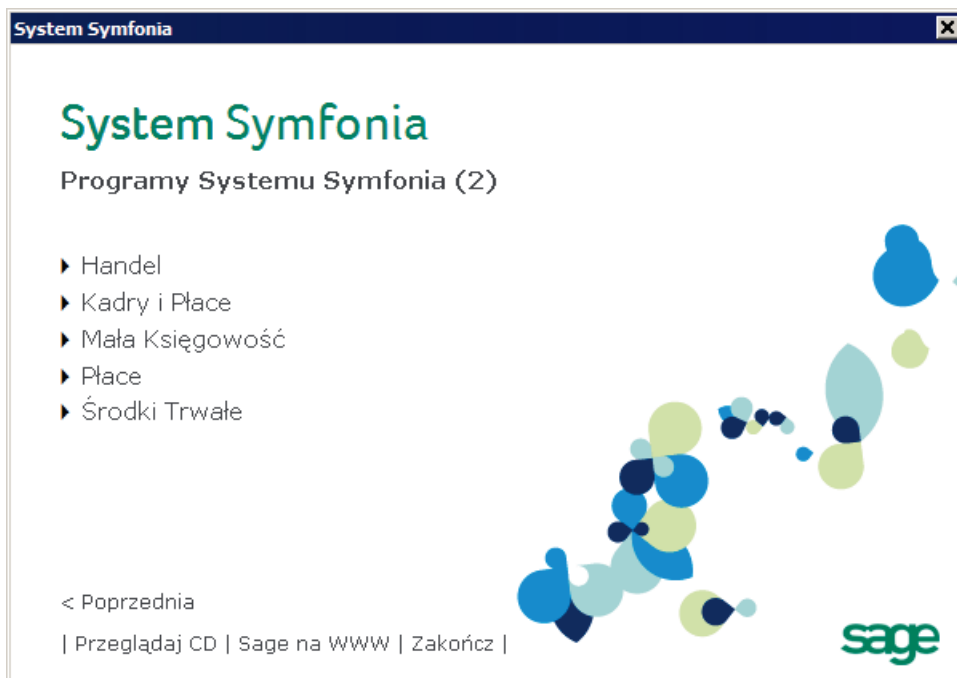 System Symfonia
System Symfonia
Programy Systemu Symfonia (2)
Handel
Kadry i Płace
Mała Księgowość
Płace
Środki Trwałe
< Poprzednia
| Przeglądaj CD | Sage na WWW | Zakończ |
sage